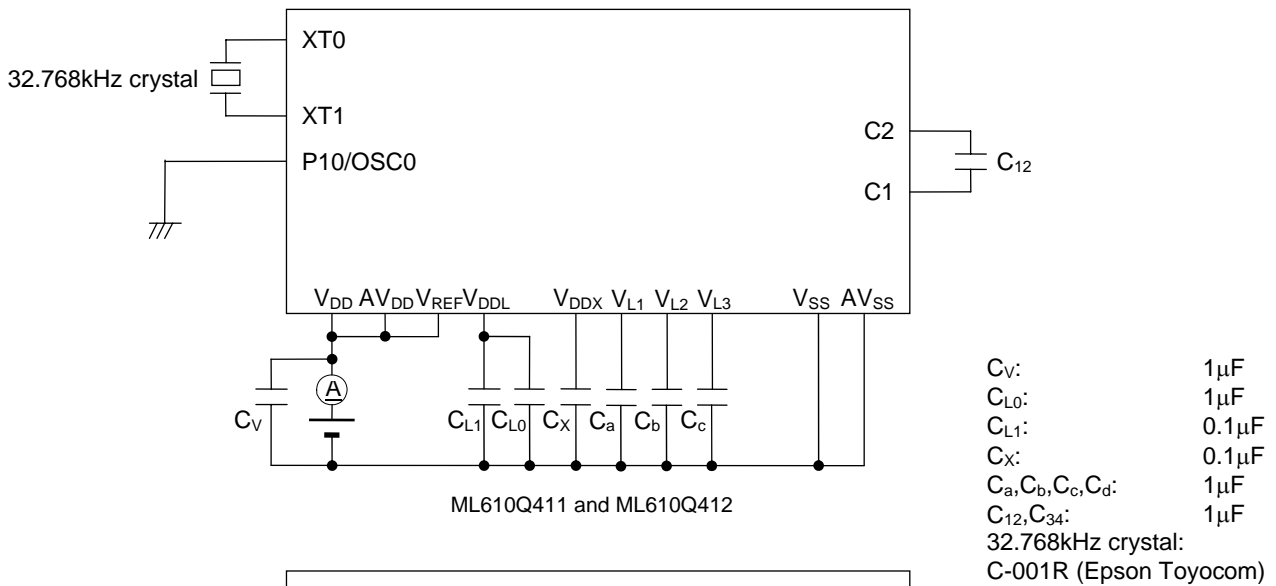 XT0
32.768kHz crystal
XT1
P10/OSC0
C2
C12
C1
VDD AVDD VREF VDDL VDDX VL1 VL2 VL3 VSS AVSS
A
CV CL1 CL0 CX Ca Cb Cc
ML610Q411 and ML610Q412
CV: 1μF
CL0: 1μF
CL1: 0.1μF
CX: 0.1μF
Ca,Cb,Cc,Cd: 1μF
C12,C34: 1μF
32.768kHz crystal:
C-001R (Epson Toyocom)